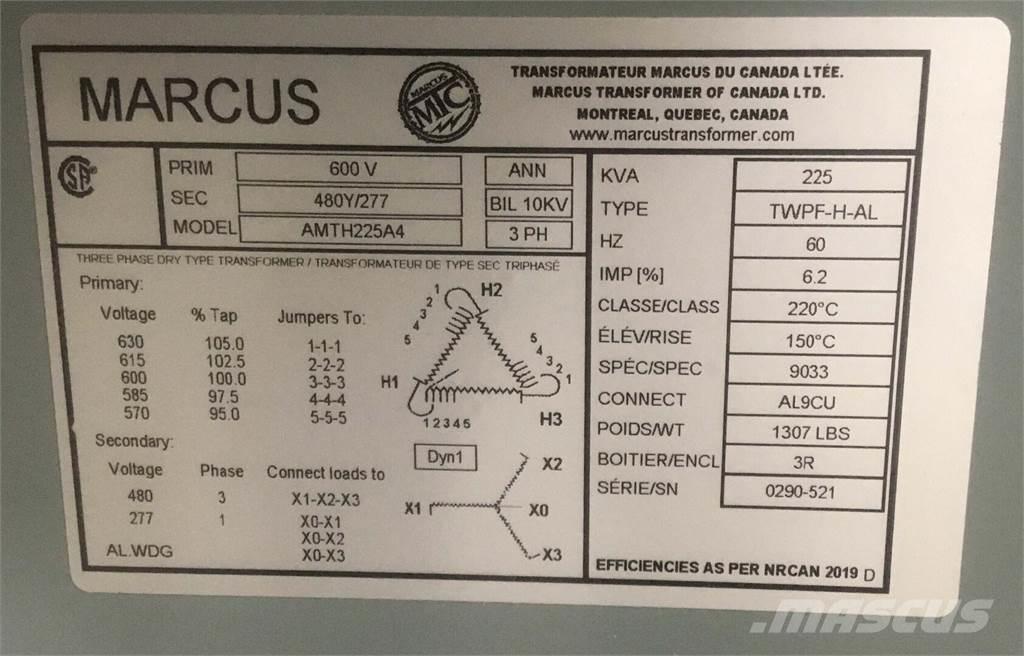 MARCUS
MARCUS
MTC
TRANSFORMATEUR MARCUS DU CANADA LTÉE.
MARCUS TRANSFORMER OF CANADA LTD.
MONTREAL, QUEBEC, CANADA
www.marcustransformer.com
PRIM 600 V ANN
SEC 480Y/277 BIL 10KV
MODEL AMTH225A4 3 PH
THREE PHASE DRY TYPE TRANSFORMER / TRANSFORMATEUR DE TYPE SEC TRIPHASÉ
Primary:
Voltage % Tap Jumpers To:
630 105.0 1-1-1
615 102.5 2-2-2
600 100.0 3-3-3
585 97.5 4-4-4
570 95.0 5-5-5
H2
1
2
3
4
5
5
4
3
2
1
H1
H3
1 2 3 4 5
Secondary:
Voltage Phase Connect loads to
480 3 X1-X2-X3
277 1 X0-X1
X0-X2
AL.WDG X0-X3
Dyn1
X2
X1 X0
X3
KVA 225
TYPE TWPF-H-AL
HZ 60
IMP [%] 6.2
CLASSE/CLASS 220°C
ÉLÉV/RISE 150°C
SPÉC/SPEC 9033
CONNECT AL9CU
POIDS/WT 1307 LBS
BOITIER/ENCL 3R
SÉRIE/SN 0290-521
EFFICIENCIES AS PER NRCAN 2019 D
.mascus